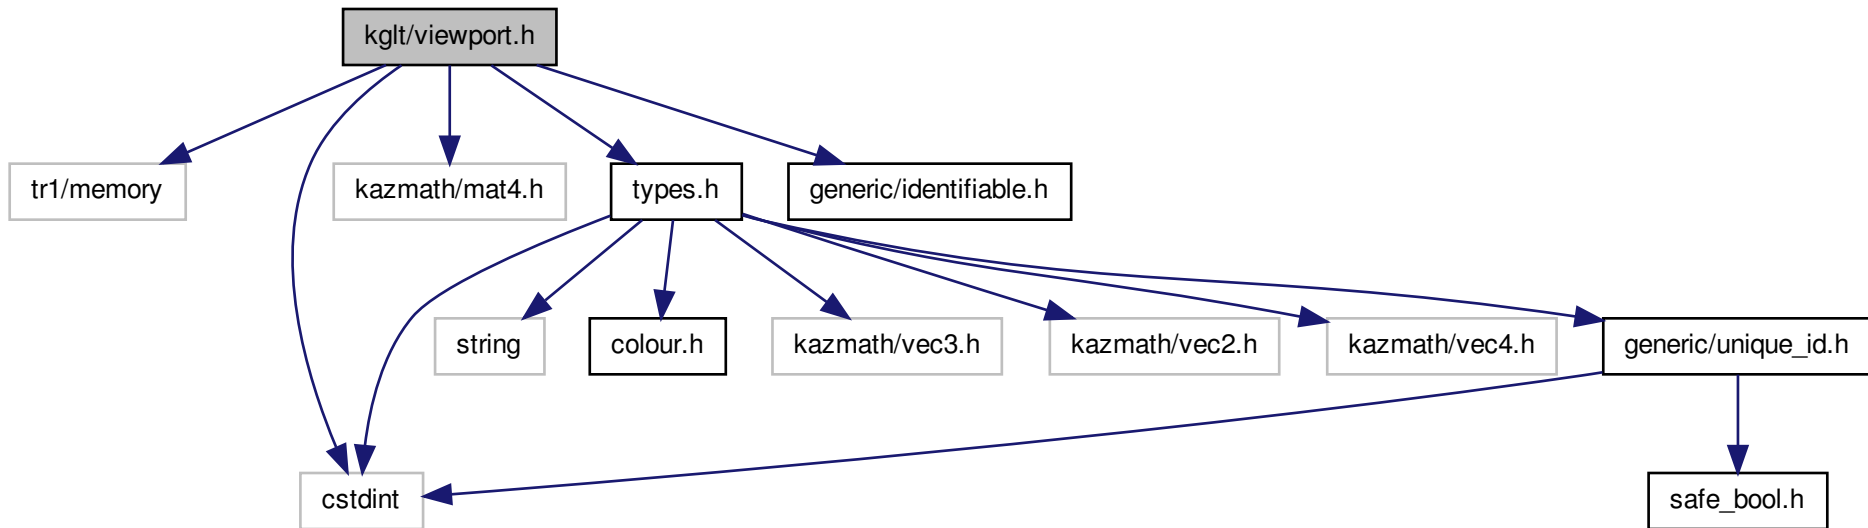 kglt/viewport.h
tr1/memory
kazmath/mat4.h
types.h
generic/identifiable.h
string
colour.h
kazmath/vec3.h
kazmath/vec2.h
kazmath/vec4.h
generic/unique_id.h
cstdint
safe_bool.h